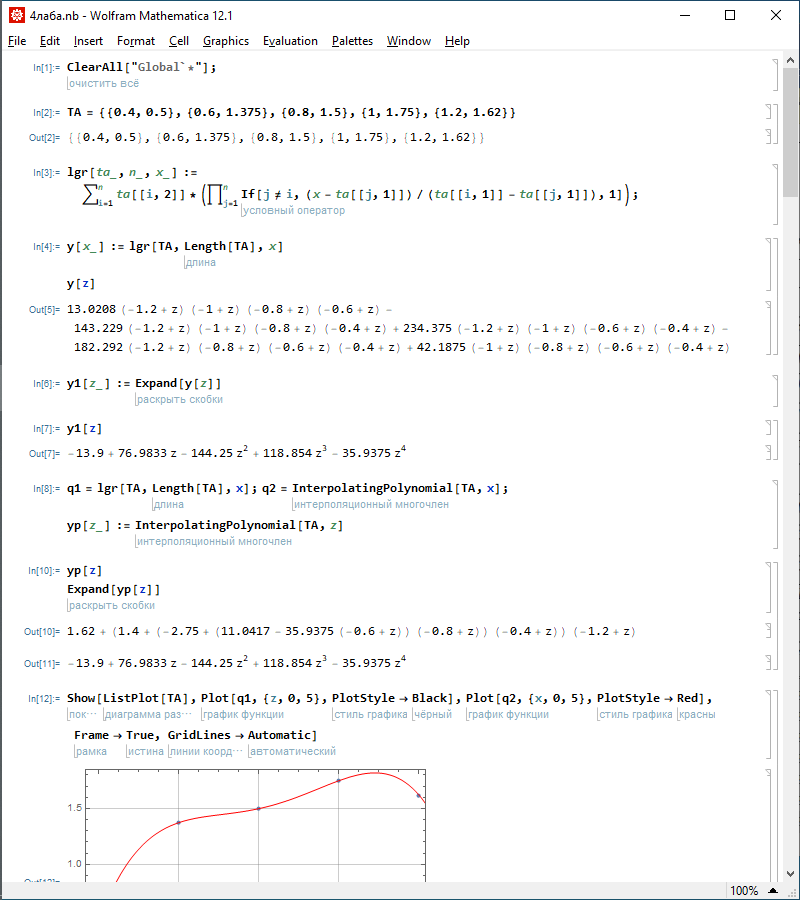 4лаба.nb - Wolfram Mathematica 12.1
File Edit Insert Format Cell Graphics Evaluation Palettes Window Help
In[1]:= ClearAll["Global`*"];
очистить всё
In[2]:= TA = {{0.4, 0.5}, {0.6, 1.375}, {0.8, 1.5}, {1, 1.75}, {1.2, 1.62}}
Out[2]= {{0.4, 0.5}, {0.6, 1.375}, {0.8, 1.5}, {1, 1.75}, {1.2, 1.62}}
In[3]:= lgr[ta_, n_, x_] :=
∑ⁿᵢ₌₁ ta[[i, 2]] * (∏ⁿⱼ₌₁ If[j ≠ i, (x - ta[[j, 1]]) / (ta[[i, 1]] - ta[[j, 1]]), 1]);
условный оператор
In[4]:= y[x_] := lgr[TA, Length[TA], x]
длина
y[z]
Out[5]= 13.0208 (-1.2 + z) (-1 + z) (-0.8 + z) (-0.6 + z) -
143.229 (-1.2 + z) (-1 + z) (-0.8 + z) (-0.4 + z) + 234.375 (-1.2 + z) (-1 + z) (-0.6 + z) (-0.4 + z) -
182.292 (-1.2 + z) (-0.8 + z) (-0.6 + z) (-0.4 + z) + 42.1875 (-1 + z) (-0.8 + z) (-0.6 + z) (-0.4 + z)
In[6]:= y1[z_] := Expand[y[z]]
раскрыть скобки
In[7]:= y1[z]
Out[7]= -13.9 + 76.9833 z - 144.25 z² + 118.854 z³ - 35.9375 z⁴
In[8]:= q1 = lgr[TA, Length[TA], x]; q2 = InterpolatingPolynomial[TA, x];
длина интерполяционный многочлен
yp[z_] := InterpolatingPolynomial[TA, z]
интерполяционный многочлен
In[10]:= yp[z]
Expand[yp[z]]
раскрыть скобки
Out[10]= 1.62 + (1.4 + (-2.75 + (11.0417 - 35.9375 (-0.6 + z)) (-0.8 + z)) (-0.4 + z)) (-1.2 + z)
Out[11]= -13.9 + 76.9833 z - 144.25 z² + 118.854 z³ - 35.9375 z⁴
In[12]:= Show[ListPlot[TA], Plot[q1, {z, 0, 5}, PlotStyle → Black], Plot[q2, {x, 0, 5}, PlotStyle → Red],
пок⋯ диаграмма раз⋯ график функции стиль графика чёрный график функции стиль графика красны
Frame → True, GridLines → Automatic]
рамка истина линии коорд⋯ автоматический
1.5
1.0
100%